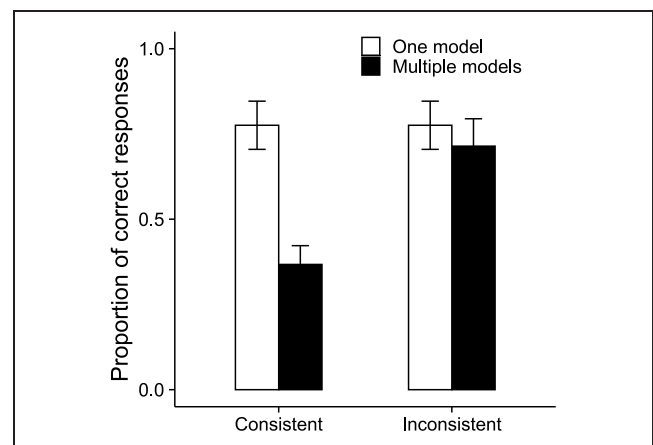 One model
Multiple models
Proportion of correct responses
1.0
0.5
0.0
Consistent Inconsistent